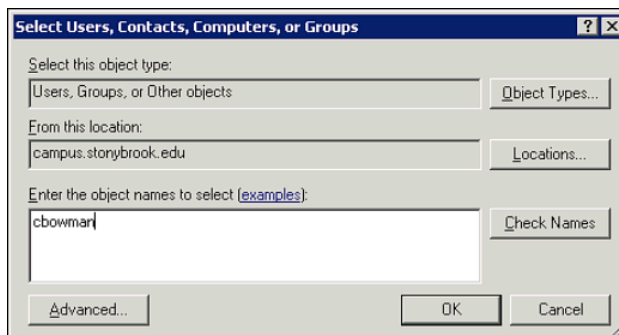 Select Users, Contacts, Computers, or Groups
Select this object type:
Users, Groups, or Other objects
Object Types...
From this location:
campus.stonybrook.edu
Locations...
Enter the object names to select (examples):
cbowman
Check Names
Advanced...
OK
Cancel